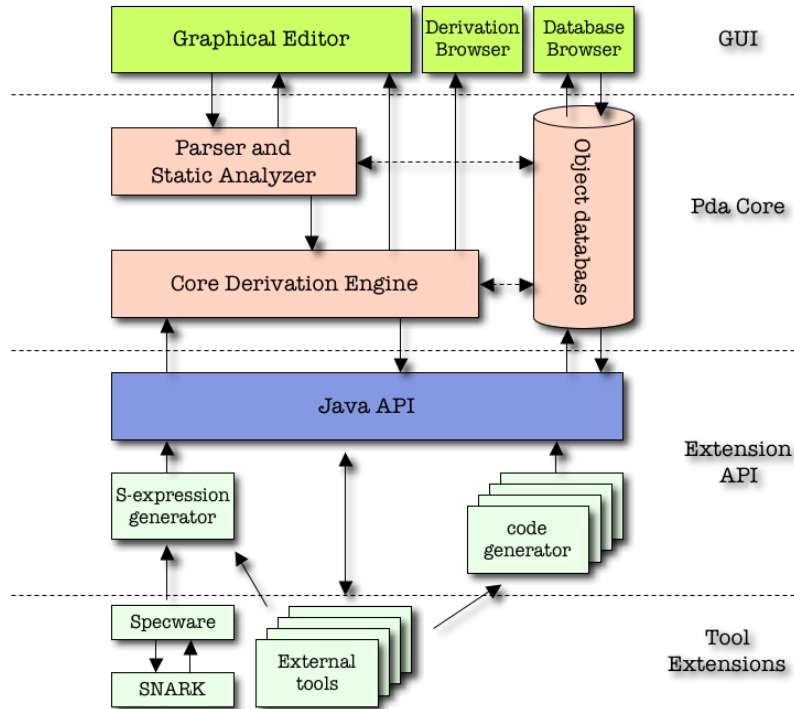 Graphical Editor
Derivation
Browser
Database
Browser
GUI
Parser and
Static Analyzer
Object database
Pda Core
Core Derivation Engine
Java API
Extension
API
S-expression
generator
code
generator
Specware
External
tools
Tool
Extensions
SNARK